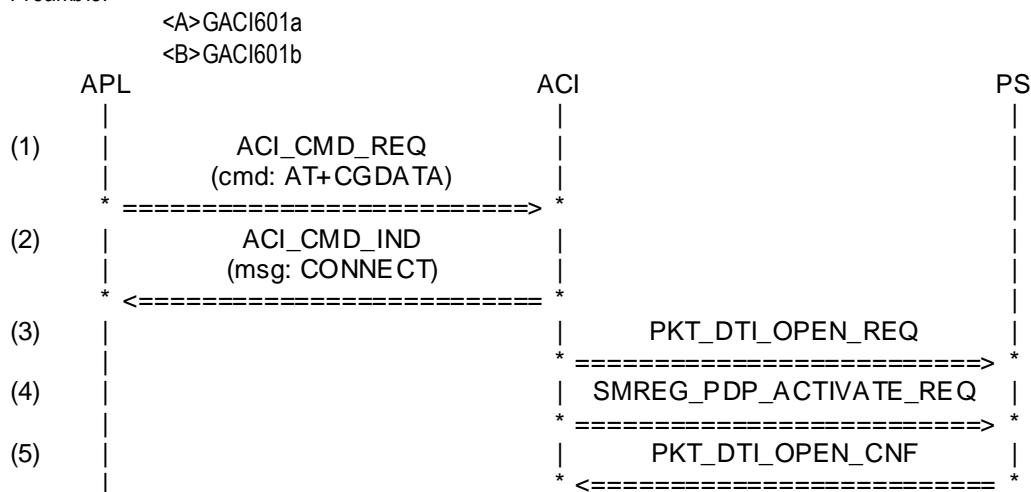 <A>GACI601a
<B>GACI601b
APL ACI PS
| | |
(1) | ACI_CMD_REQ | |
| (cmd: AT+CGDATA) | |
* ==========================> * |
(2) | ACI_CMD_IND | |
| (msg: CONNECT) | |
* <========================== * |
(3) | | PKT_DTI_OPEN_REQ |
| * ==========================> *
(4) | | SMREG_PDP_ACTIVATE_REQ |
| * ==========================> *
(5) | | PKT_DTI_OPEN_CNF |
| * <========================== *